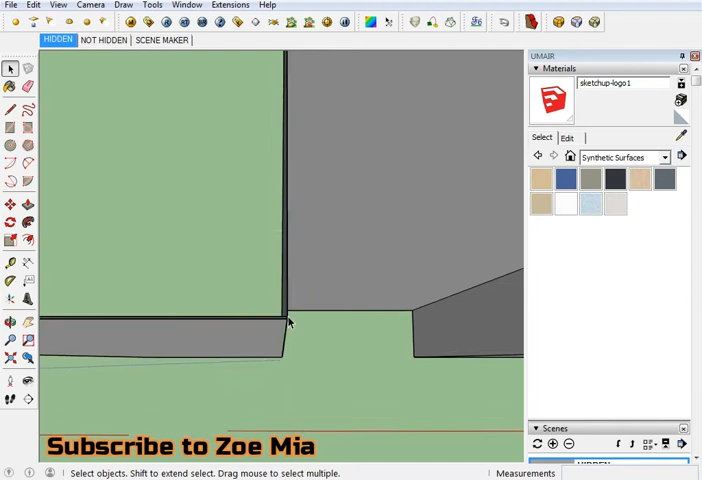 File Edit View Camera Draw Tools Window Extensions Help
HIDDEN NOT HIDDEN SCENE MAKER
UMAIR
Materials
sketchup-logo1
Select Edit
Synthetic Surfaces
Scenes
Subscribe to Zoe Mia
Select objects. Shift to extend select. Drag mouse to select multiple.
Measurements